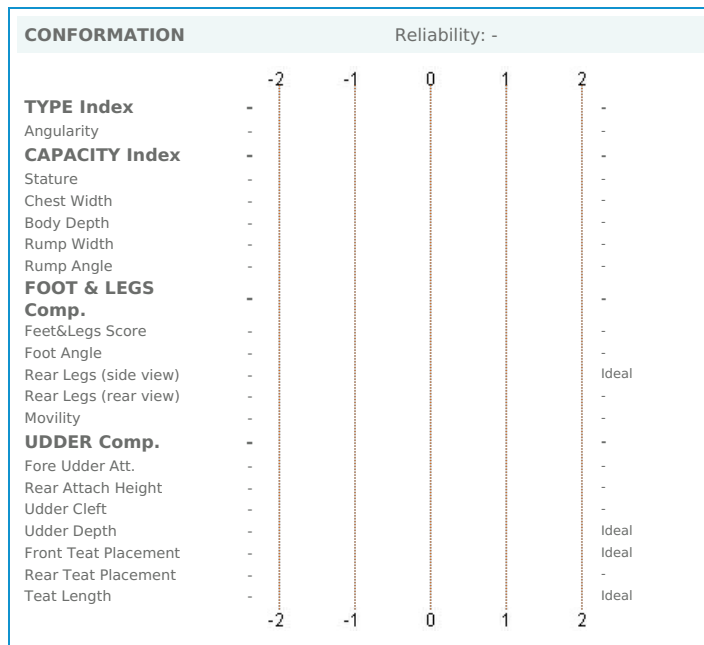 CONFORMATION Reliability: -
-2 -1 0 1 2
TYPE Index - -
Angularity - -
CAPACITY Index - -
Stature - -
Chest Width - -
Body Depth - -
Rump Width - -
Rump Angle - -
FOOT & LEGS
Comp. - -
Feet&Legs Score - -
Foot Angle - -
Rear Legs (side view) - Ideal
Rear Legs (rear view) - -
Movility - -
UDDER Comp. - -
Fore Udder Att. - -
Rear Attach Height - -
Udder Cleft - -
Udder Depth - Ideal
Front Teat Placement - Ideal
Rear Teat Placement - -
Teat Length - Ideal
-2 -1 0 1 2